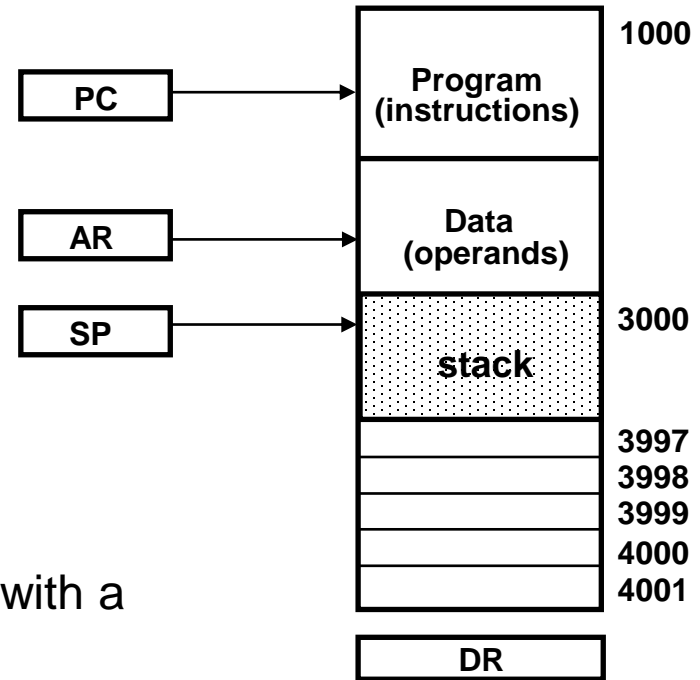 1000
PC
Program
(instructions)
AR
Data
(operands)
SP
3000
stack
3997
3998
3999
4000
4001
with a
DR